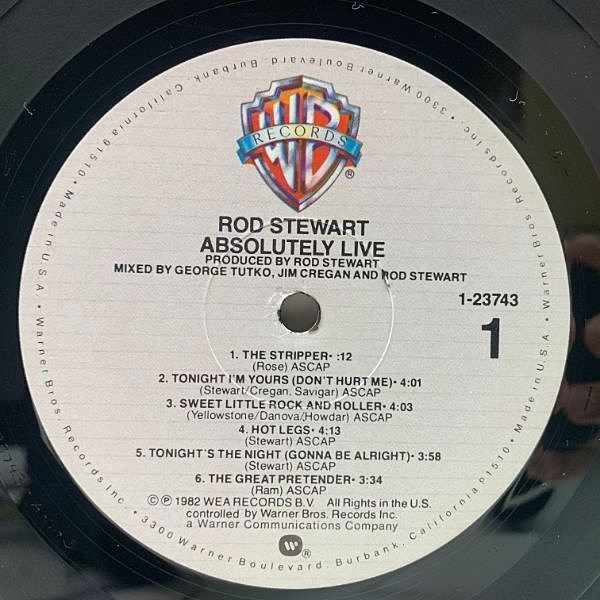 WB
RECORDS
®
ROD STEWART
ABSOLUTELY LIVE
PRODUCED BY ROD STEWART
MIXED BY GEORGE TUTKO, JIM CREGAN AND ROD STEWART
1-23743
1
1. THE STRIPPER• :12
(Rose) ASCAP
2. TONIGHT I'M YOURS (DON'T HURT ME)• 4:01
(Stewart/Cregan, Savigar) ASCAP
3. SWEET LITTLE ROCK AND ROLLER• 4:03
(Yellowstone/Danova/Howdar) ASCAP
4. HOT LEGS• 4:13
(Stewart) ASCAP
5. TONIGHT'S THE NIGHT (GONNA BE ALRIGHT)• 3:58
(Stewart) ASCAP
6. THE GREAT PRETENDER• 3:34
(Ram) ASCAP
©℗ 1982 WEA RECORDS B.V. All Rights in the U.S.
controlled by Warner Bros. Records Inc.
a Warner Communications Company
W®
Made in U.S.A. • Warner Bros. Records Inc. • 3300 Warner Boulevard, Burbank, California 91510 • Made in U.S.A. • Warner Bros. Records Inc. • 3300 Warner Boulevard, Burbank, California 91510 •